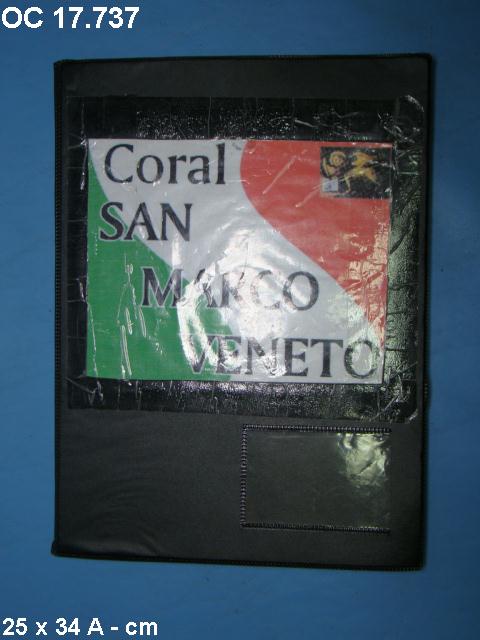 OC 17.737
Coral
SAN
MARCO
VENETO
25 x 34 A - cm